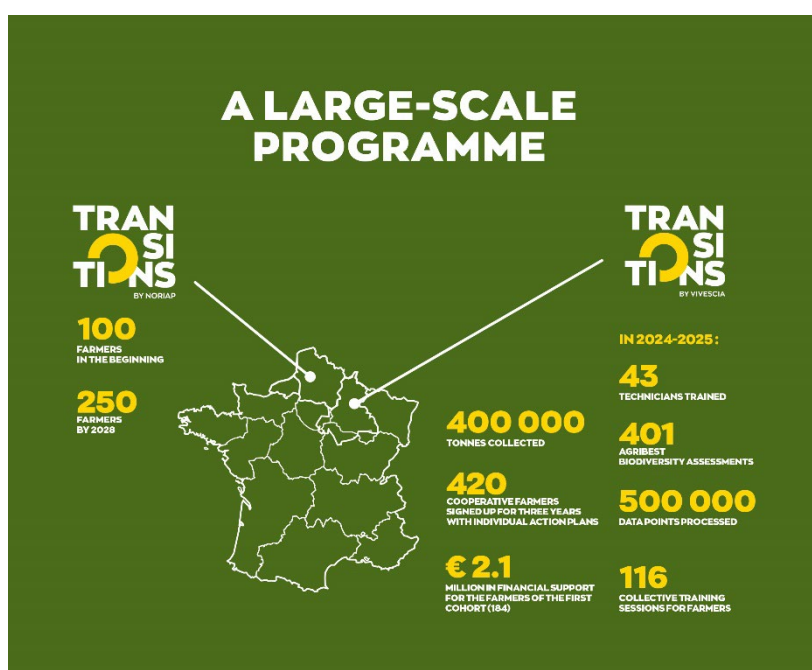 A LARGE-SCALE
PROGRAMME
TRAN
SI
TIONS
BY NORIAP
100
FARMERS
IN THE BEGINNING
250
FARMERS
BY 2028
TRAN
SI
TIONS
BY VIVESCIA
400 000
TONNES COLLECTED
420
COOPERATIVE FARMERS
SIGNED UP FOR THREE YEARS
WITH INDIVIDUAL ACTION PLANS
€ 2.1
MILLION IN FINANCIAL SUPPORT
FOR THE FARMERS OF THE FIRST
COHORT (184)
IN 2024-2025 :
43
TECHNICIANS TRAINED
401
AGRIBEST
BIODIVERSITY ASSESSMENTS
500 000
DATA POINTS PROCESSED
116
COLLECTIVE TRAINING
SESSIONS FOR FARMERS